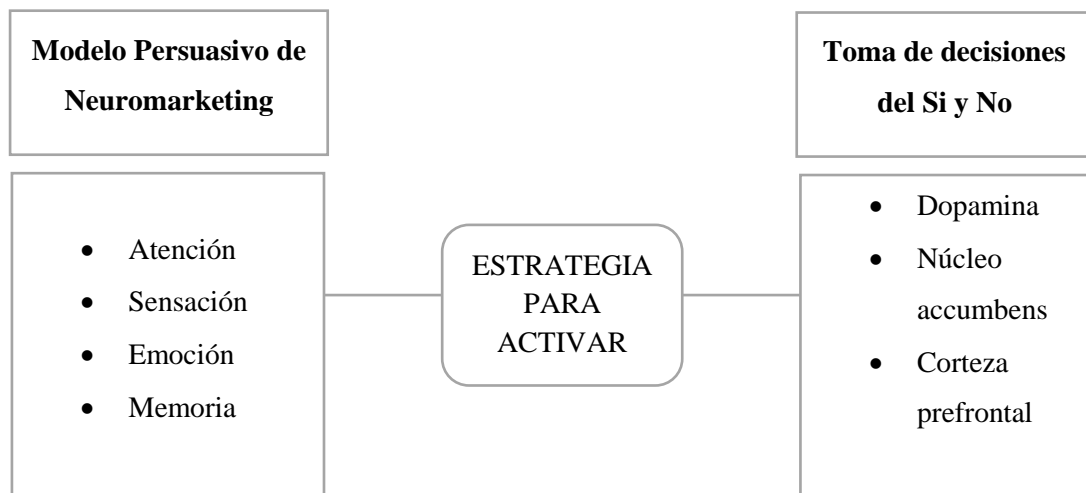 Modelo Persuasivo de
Neuromarketing
• Atención
• Sensación
• Emoción
• Memoria
ESTRATEGIA
PARA
ACTIVAR
Toma de decisiones
del Si y No
• Dopamina
• Núcleo
accumbens
• Corteza
prefrontal